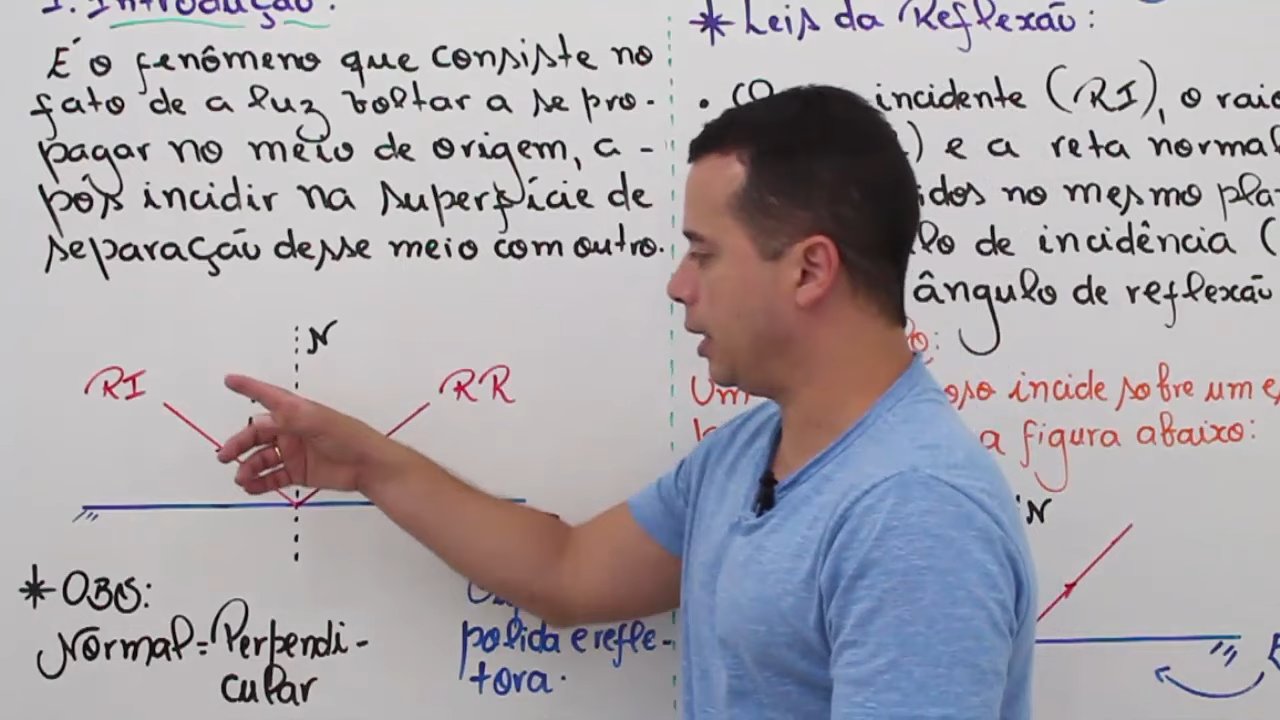 1. Introdução:
É o fenômeno que consiste no
fato de a luz voltar a se pro-
pagar no meio de origem, a-
pós incidir na superfície de
separação desse meio com outro.
N
RI
RR
* OBS:
Normal = Perpendi-
cular
polida e refle-
tora.
* Leis da Reflexão:
• incidente (RI), o raio
) e a reta normal
no mesmo pla
de incidência (
ângulo de reflexão
Um incide sobre um
a figura abaixo:
N